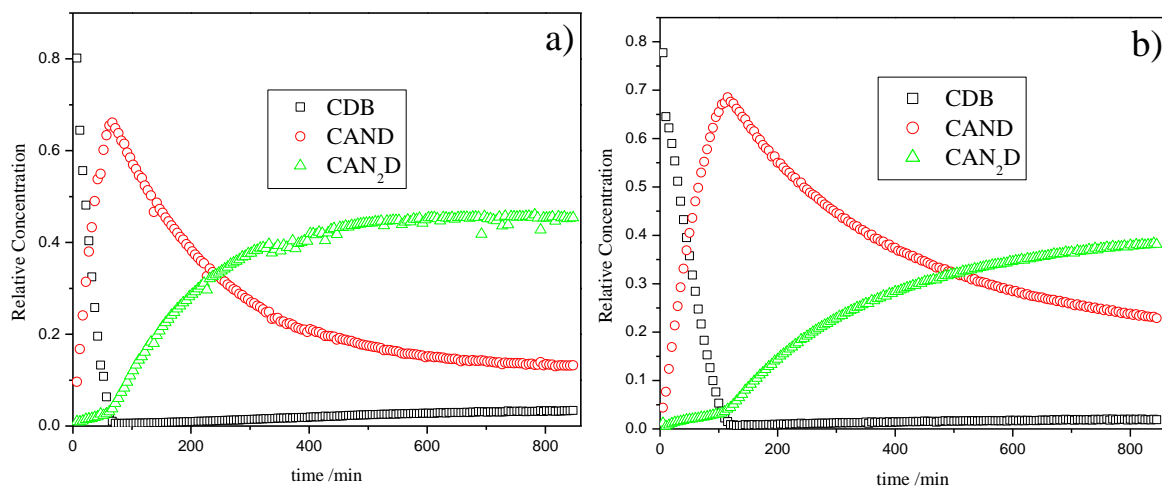 a)
CDB
CAND
CAN₂D
Relative Concentration
0.8
0.6
0.4
0.2
0.0
0 200 400 600 800
time /min
b)
CDB
CAND
CAN₂D
Relative Concentration
0.8
0.7
0.6
0.5
0.4
0.3
0.2
0.1
0.0
0 200 400 600 800
time /min